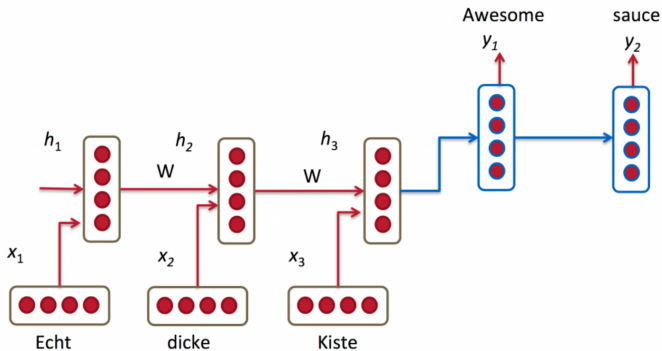 Awesome sauce
y1 y2
h1 h2 h3
W W
x1 x2 x3
Echt dicke Kiste